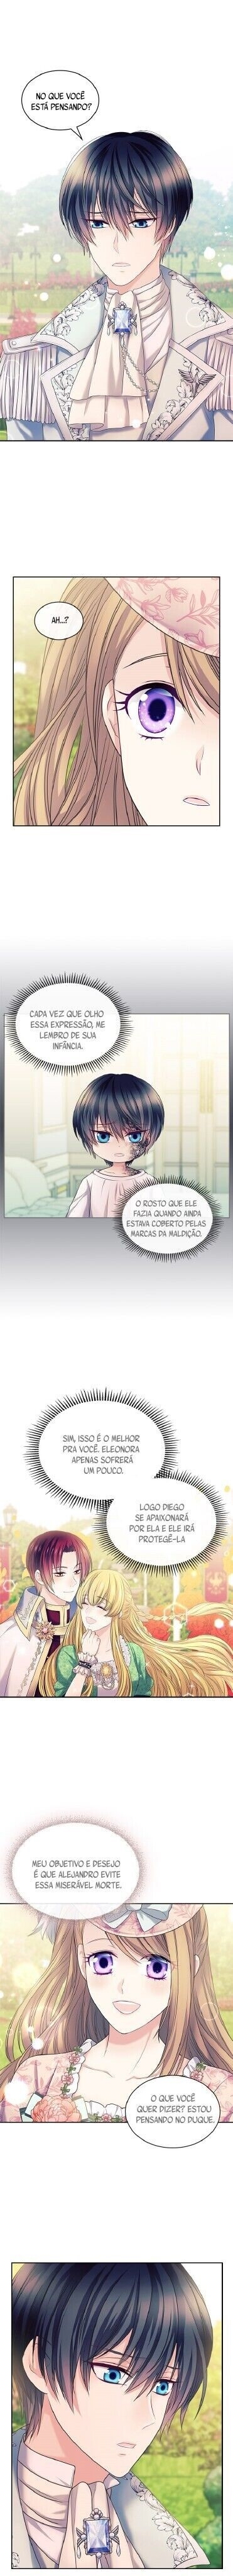 NO QUE VOCÊ
ESTÁ PENSANDO?
AH...?
CADA VEZ QUE OLHO
ESSA EXPRESSÃO, ME
LEMBRO DE SUA
INFÂNCIA.
O ROSTO QUE ELE
FAZIA QUANDO AINDA
ESTAVA COBERTO PELAS
MARCAS DA MALDIÇÃO.
SIM, ISSO É O MELHOR
PRA VOCÊ. ELEONORA
APENAS SOFRERÁ
UM POUCO.
LOGO DIEGO
SE APAIXONARÁ
POR ELA E ELE IRÁ
PROTEGÊ-LA
MEU OBJETIVO E DESEJO
É QUE ALEJANDRO EVITE
ESSA MISERÁVEL MORTE.
O QUE VOCÊ
QUER DIZER? ESTOU
PENSANDO NO DUQUE.